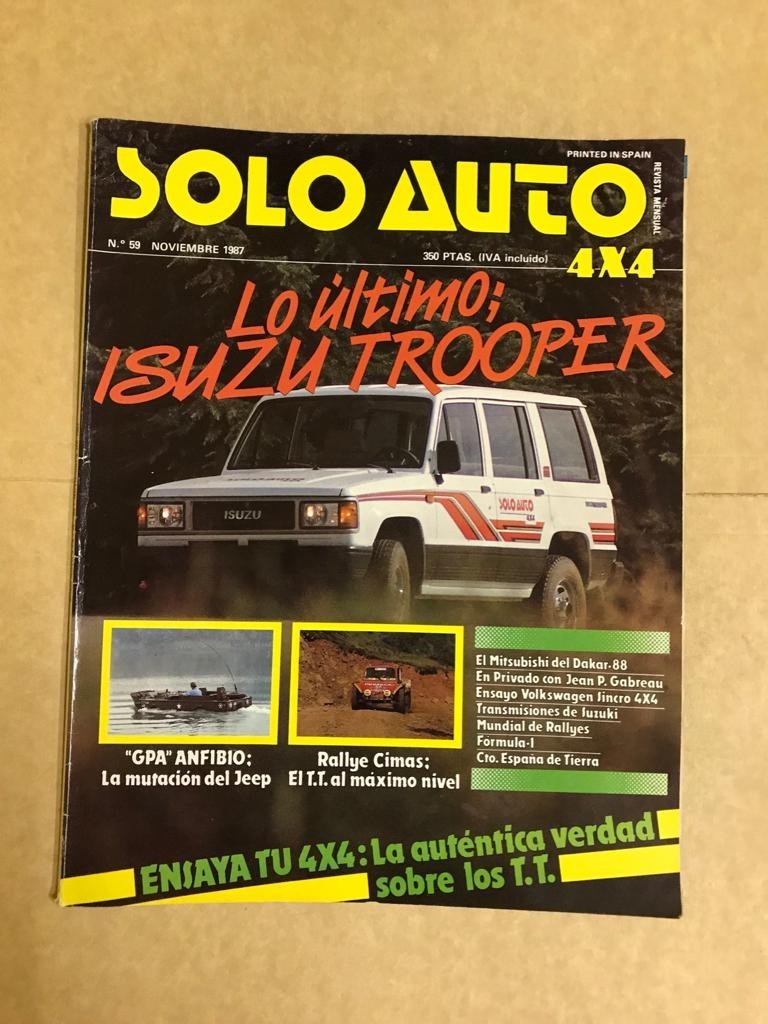 PRINTED IN SPAIN
SOLO AUTO
REVISTA MENSUAL
N.º 59 NOVIEMBRE 1987
350 PTAS. (IVA incluido)
4X4
Lo último;
ISUZU TROOPER
ISUZU
SOLO AUTO
4X4
"GPA" ANFIBIO;
La mutación del Jeep
Rallye Cimas;
El T.T. al máximo nivel
El Mitsubishi del Dakar-88
En Privado con Jean P. Gabreau
Ensayo Volkswagen Sincro 4X4
Transmisiones de Suzuki
Mundial de Rallyes
Fórmula-1
Cto. España de Tierra
ENSAYA TU 4X4: La auténtica verdad
sobre los T.T.